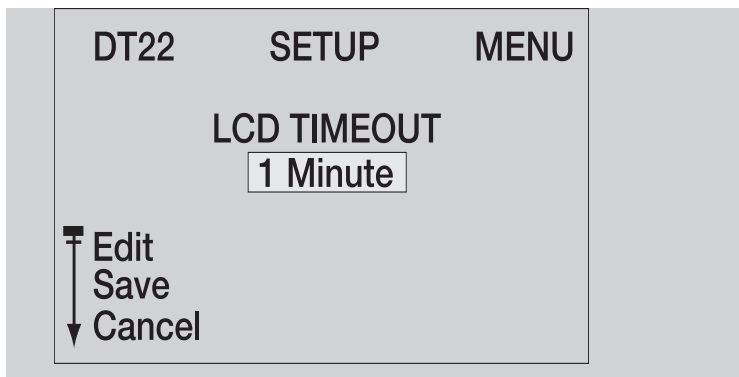 DT22 SETUP MENU
LCD TIMEOUT
1 Minute
Edit
Save
Cancel